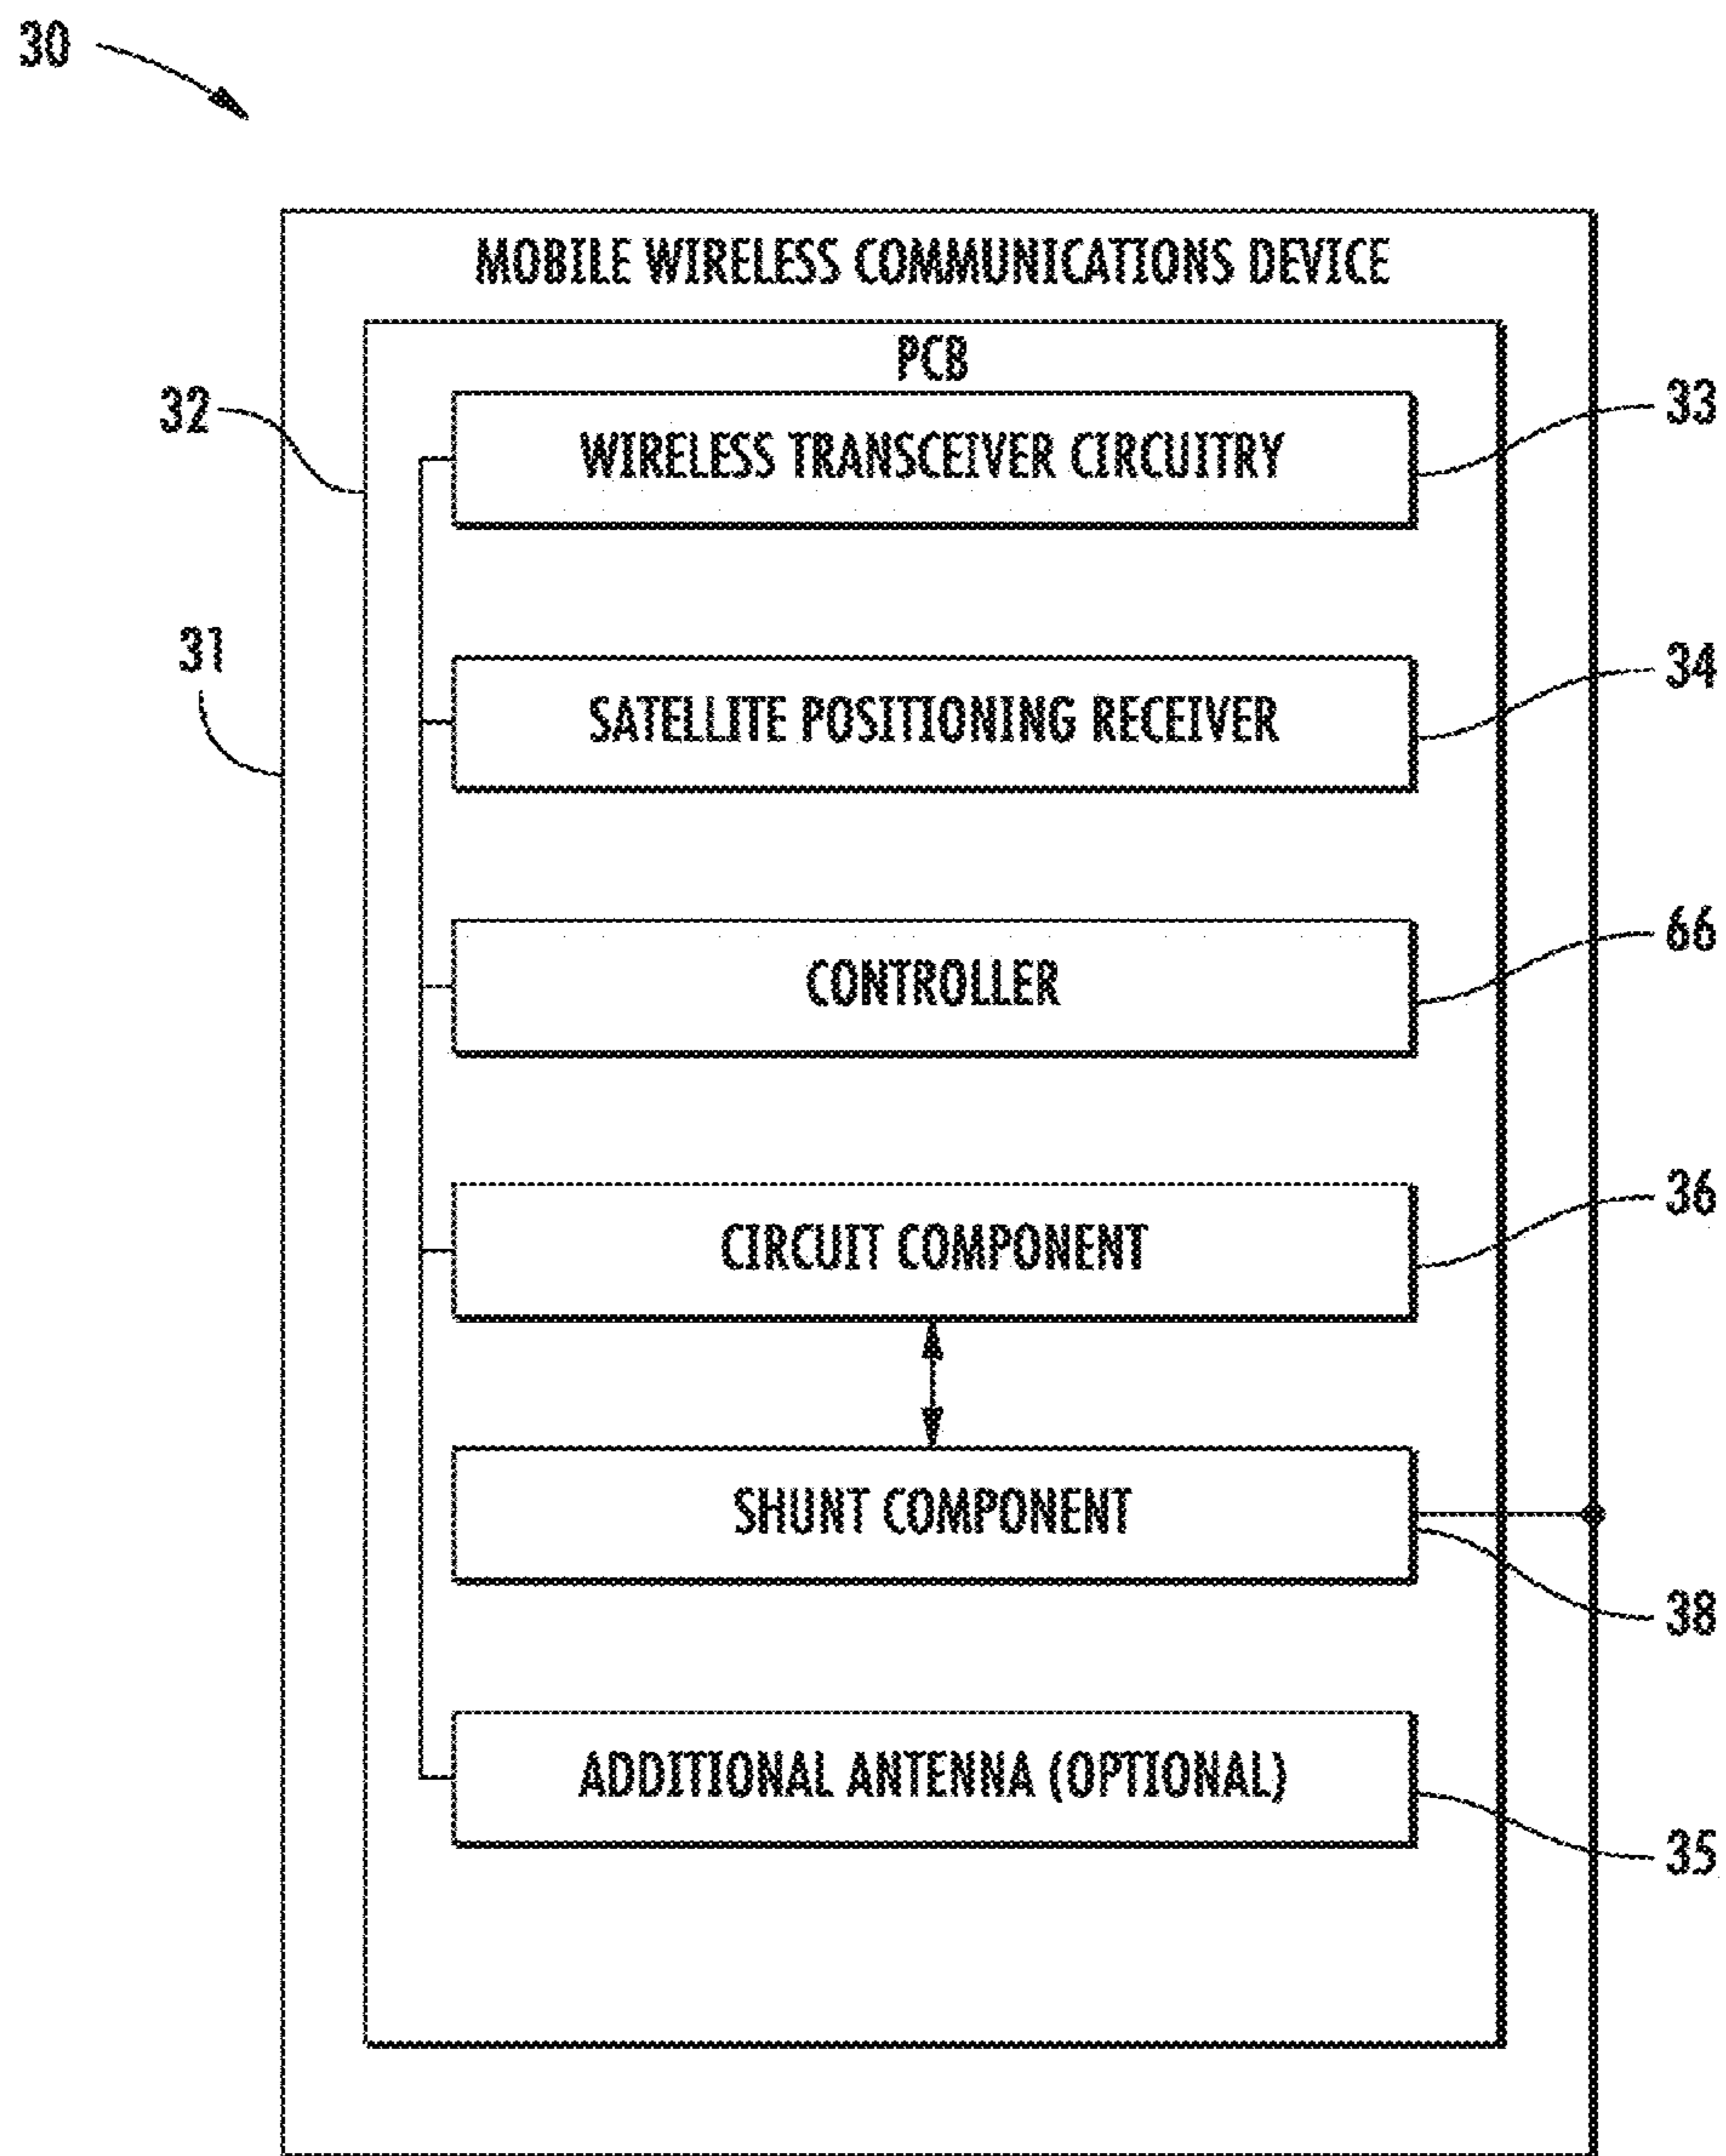 30
MOBILE WIRELESS COMMUNICATIONS DEVICE
PCB
32
WIRELESS TRANSCEIVER CIRCUITRY
33
31
SATELLITE POSITIONING RECEIVER
34
CONTROLLER
66
CIRCUIT COMPONENT
36
SHUNT COMPONENT
38
ADDITIONAL ANTENNA (OPTIONAL)
35